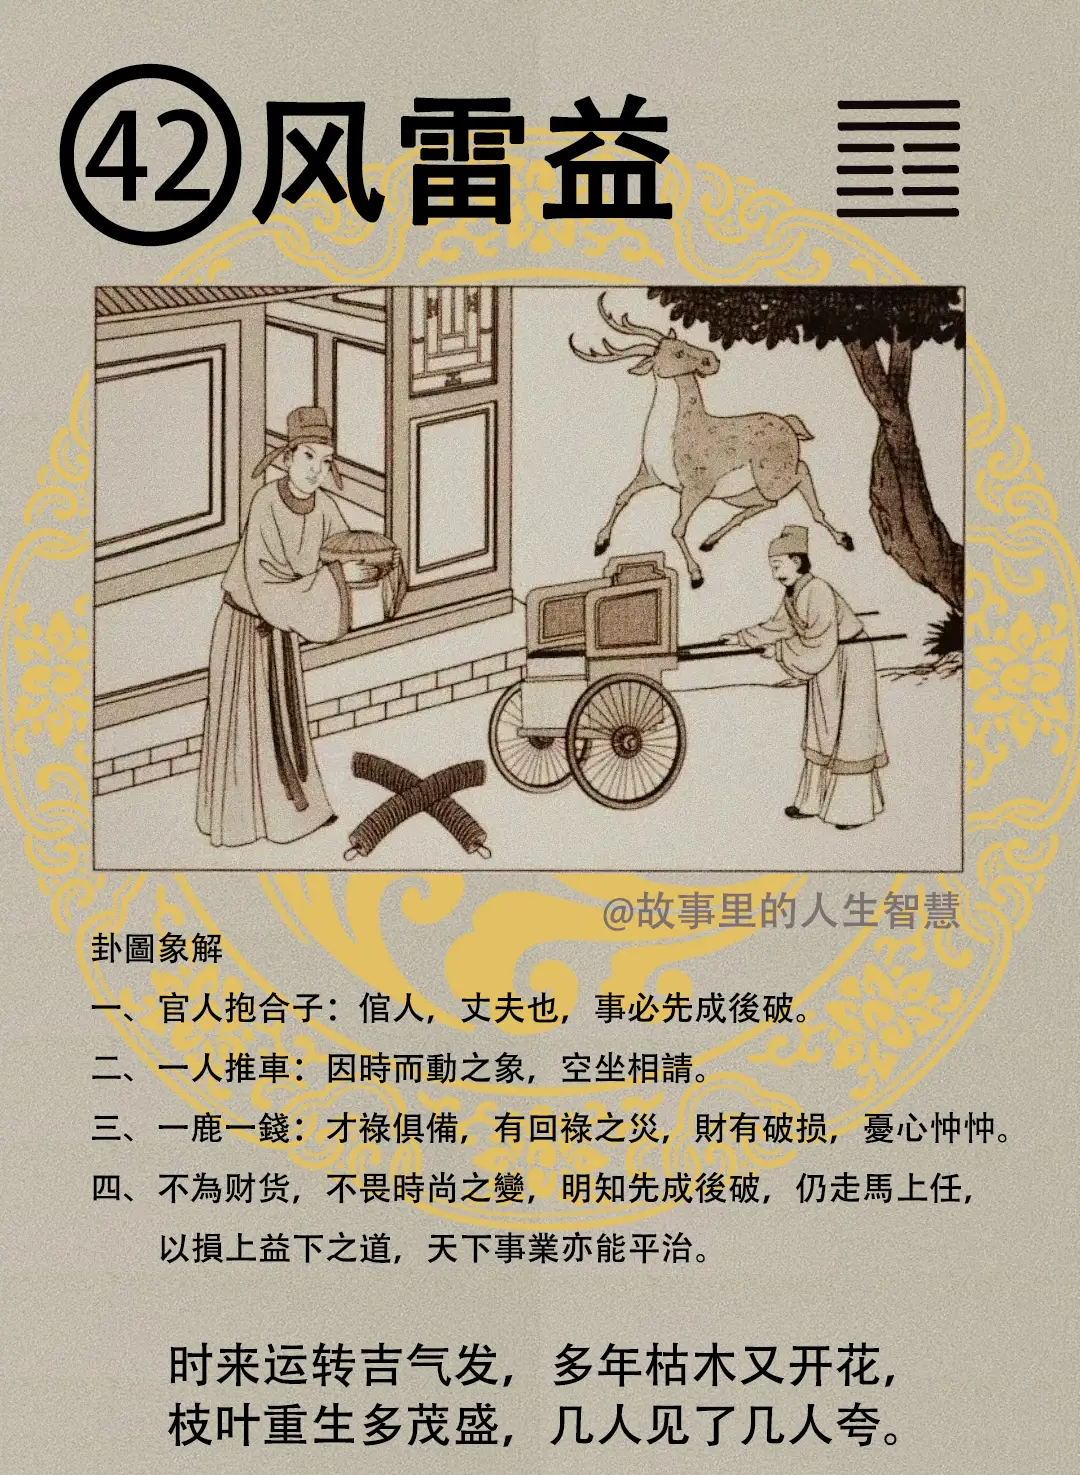 42风雷益
@故事里的人生智慧
卦圖象解
一、官人抱合子：倌人，丈夫也，事必先成後破。
二、一人推車：因時而動之象，空坐相請。
三、一鹿一錢：才祿俱備，有回祿之災，財有破损，憂心忡忡。
四、不為财货，不畏時尚之變，明知先成後破，仍走馬上任，
以損上益下之道，天下事業亦能平治。
时来运转吉气发，多年枯木又开花，
枝叶重生多茂盛，几人见了几人夸。